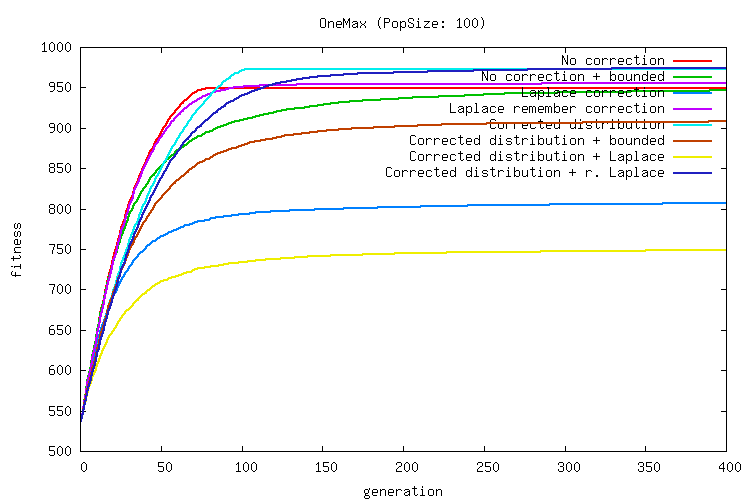 OneMax (PopSize: 100)
1000
950
900
850
800
750
700
650
600
550
500
fitness
No correction
No correction + bounded
Laplace correction
Laplace remember correction
Corrected distribution
Corrected distribution + bounded
Corrected distribution + Laplace
Corrected distribution + r. Laplace
0 50 100 150 200 250 300 350 400
generation